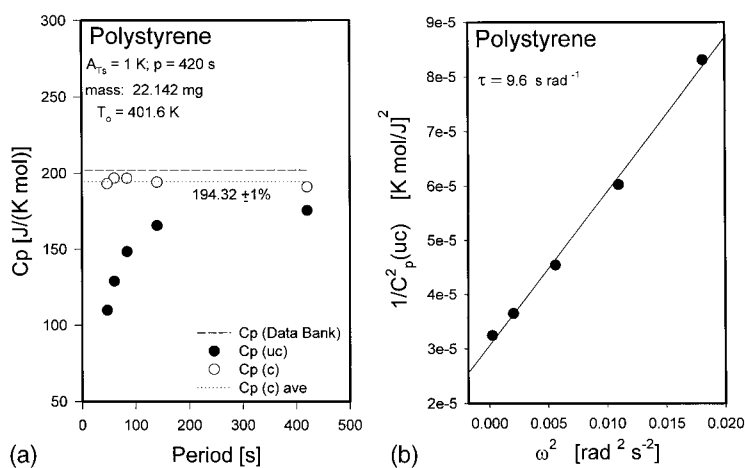 Polystyrene
A_Ts = 1 K; p = 420 s
mass: 22.142 mg
T_o = 401.6 K
194.32 ±1%
Cp (Data Bank)
Cp (uc)
Cp (c)
Cp (c) ave
Cp [J/(K mol)]
300
250
200
150
100
50
0 100 200 300 400 500
Period [s]
(a)
Polystyrene
τ = 9.6 s rad⁻¹
1/C²_p(uc) [K mol/J]²
9e-5
8e-5
7e-5
6e-5
5e-5
4e-5
3e-5
2e-5
0.000 0.005 0.010 0.015 0.020
ω² [rad² s⁻²]
(b)